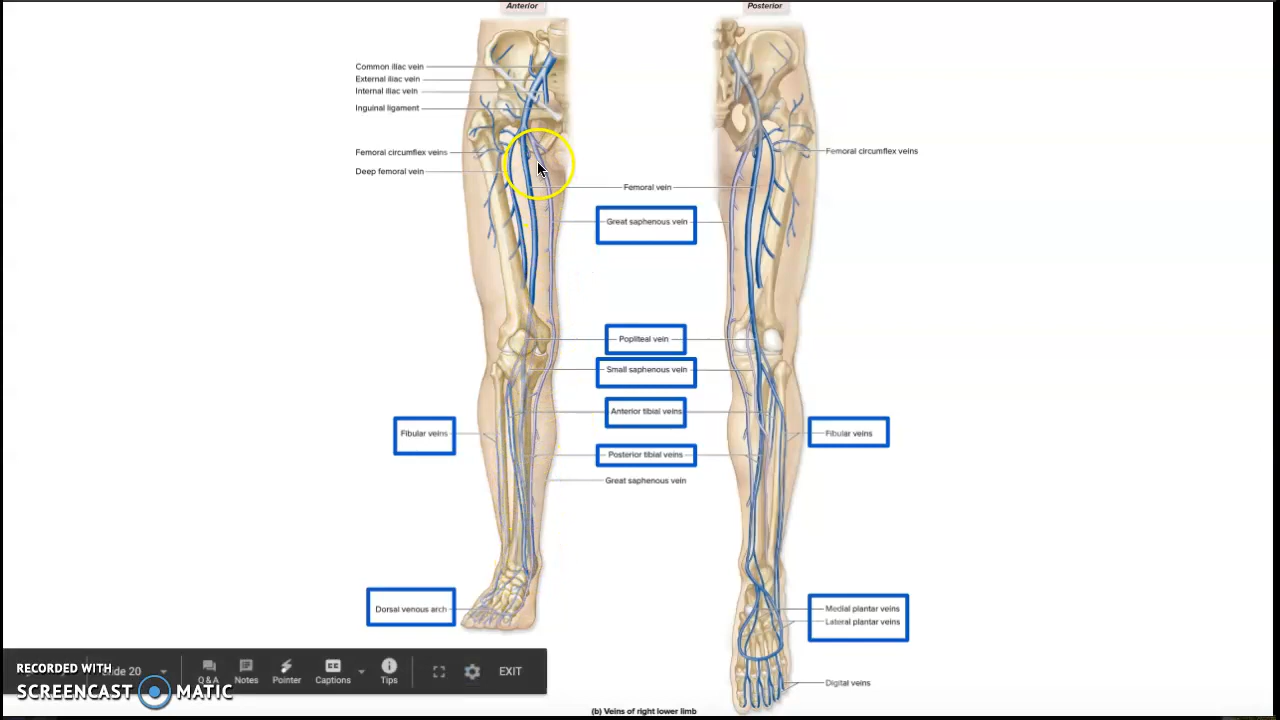 Anterior
Posterior
Common iliac vein
External iliac vein
Internal iliac vein
Inguinal ligament
Femoral circumflex veins
Deep femoral vein
Femoral circumflex veins
Femoral vein
Great saphenous vein
Popliteal vein
Small saphenous vein
Anterior tibial veins
Fibular veins
Fibular veins
Posterior tibial veins
Great saphenous vein
Dorsal venous arch
Medial plantar veins
Lateral plantar veins
Digital veins
(b) Veins of right lower limb
RECORDED WITH
SCREENCAST MATIC
20
Q & A
Notes
Pointer
CC
Captions
Tips
EXIT